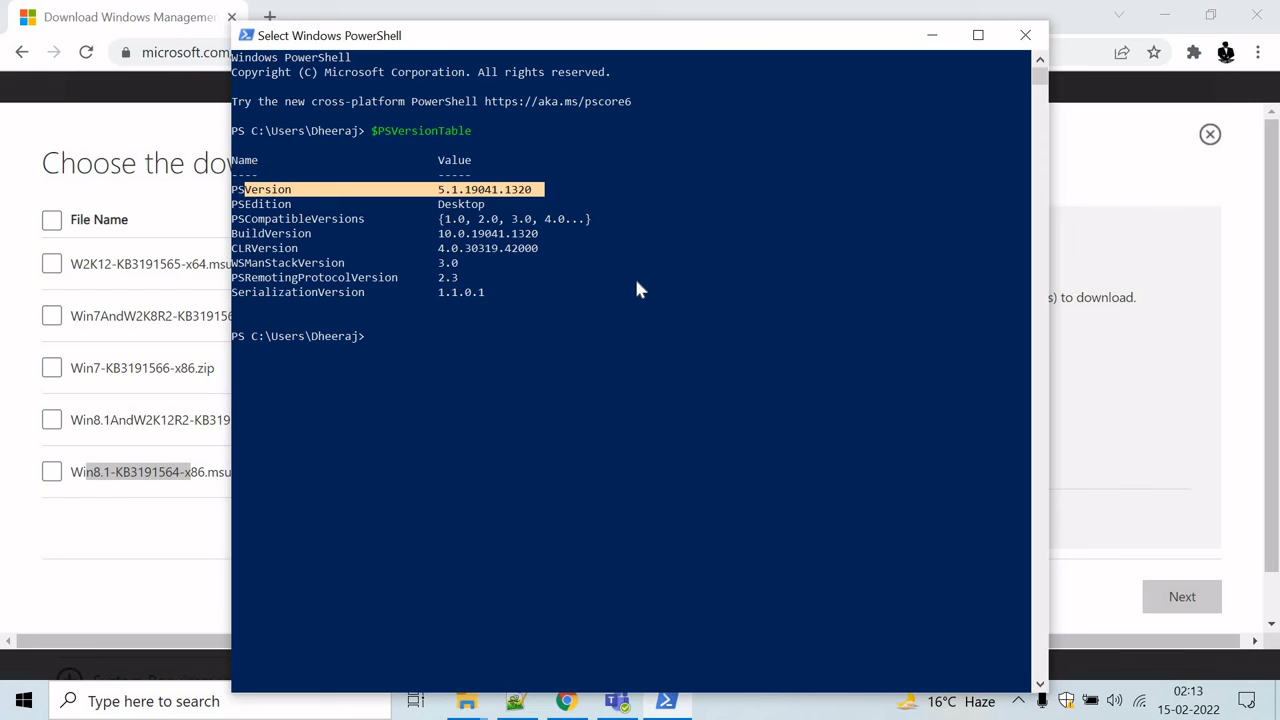 Download Windows Manageme
microsoft.com
Select Windows PowerShell
Windows PowerShell
Copyright (C) Microsoft Corporation. All rights reserved.
Try the new cross-platform PowerShell https://aka.ms/pscore6
PS C:\Users\Dheeraj> $PSVersionTable
Name Value
---- -----
PSVersion 5.1.19041.1320
PSEdition Desktop
PSCompatibleVersions {1.0, 2.0, 3.0, 4.0...}
BuildVersion 10.0.19041.1320
CLRVersion 4.0.30319.42000
WSManStackVersion 3.0
PSRemotingProtocolVersion 2.3
SerializationVersion 1.1.0.1
PS C:\Users\Dheeraj>
Choose the do
File Name
W2K12-KB3191565-x64.msu
Win7AndW2K8R2-KB319156
Win7-KB3191566-x86.zip
Win8.1AndW2K12R2-KB319
Win8.1-KB3191564-x86.msu
s) to download.
Next
Type here to search
16°C Haze
02:13
15-02-2022